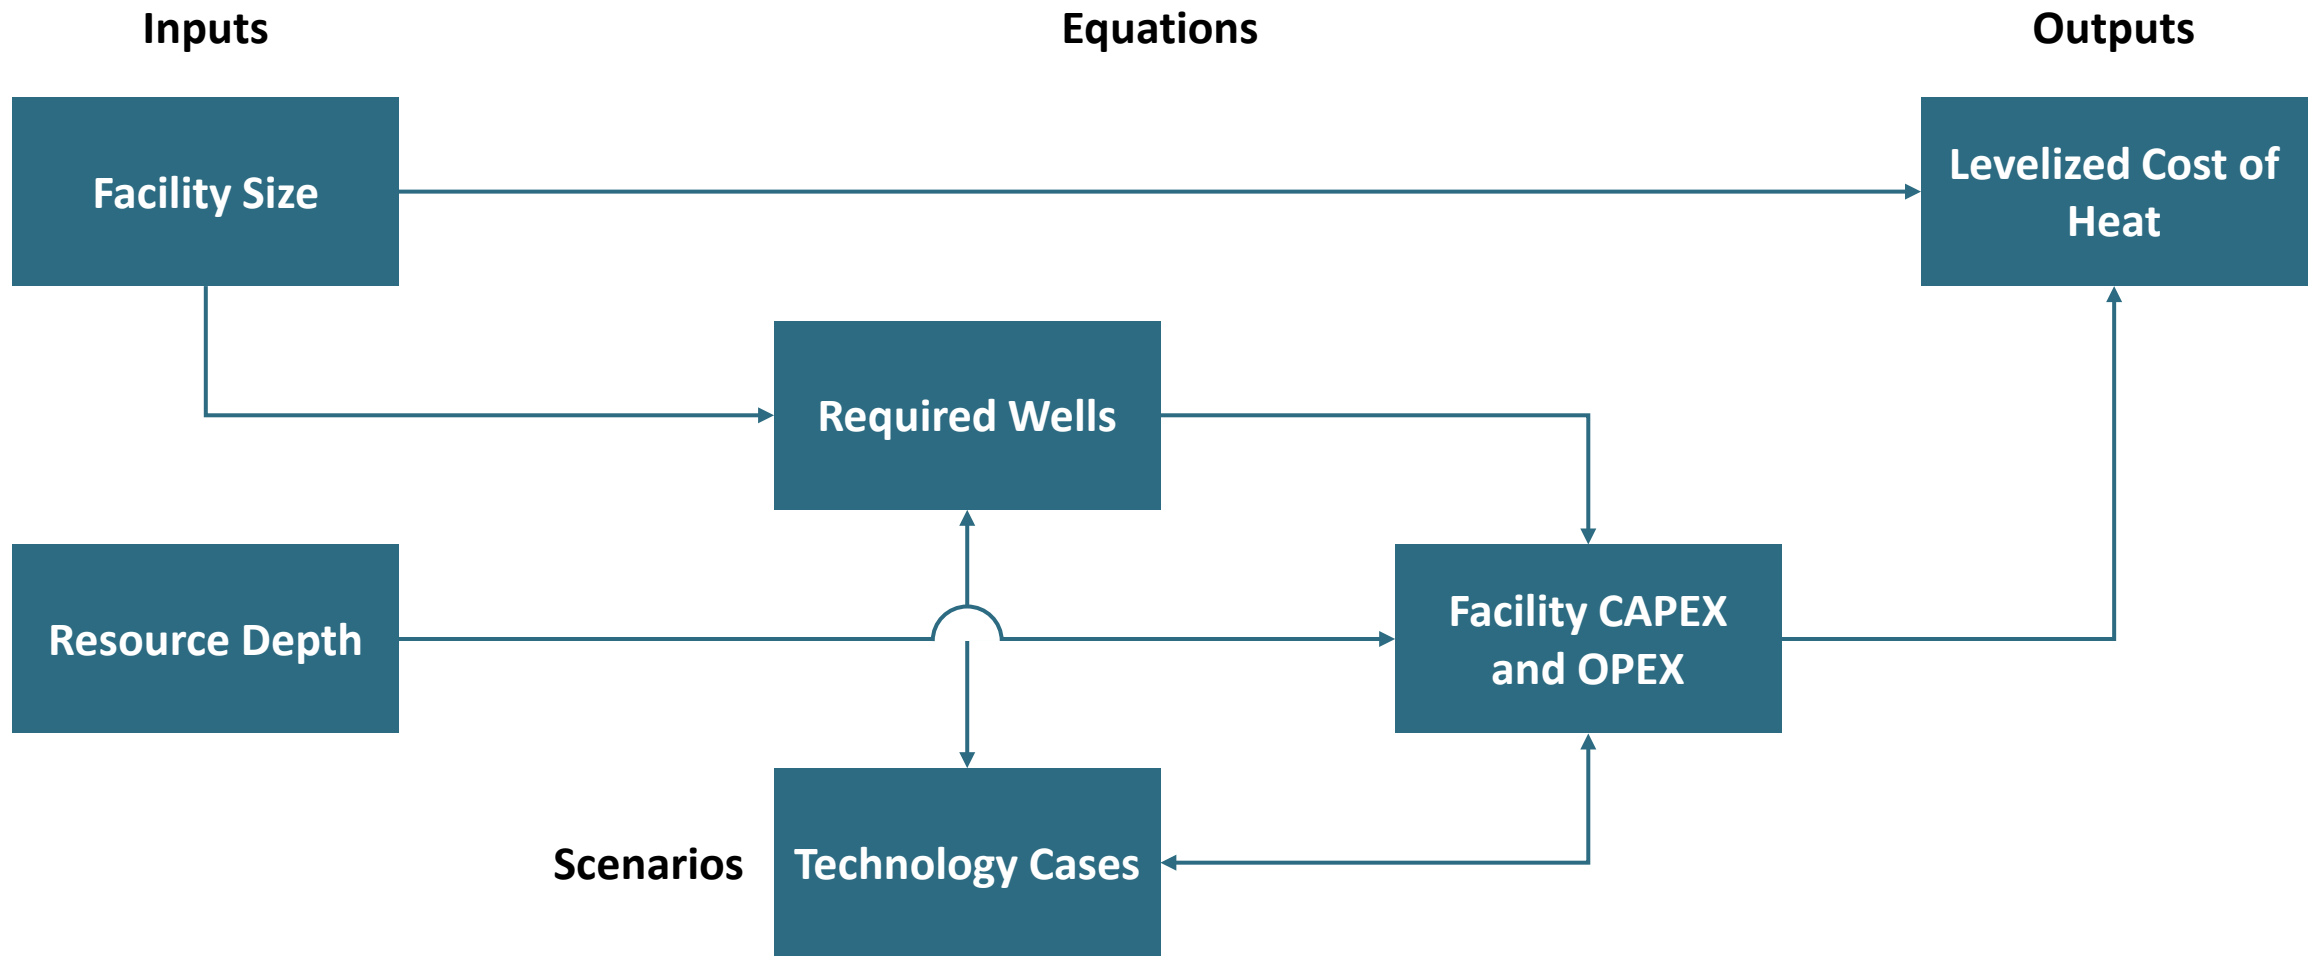 Inputs
Equations
Outputs
Facility Size
Levelized Cost of
Heat
Required Wells
Resource Depth
Facility CAPEX
and OPEX
Scenarios
Technology Cases